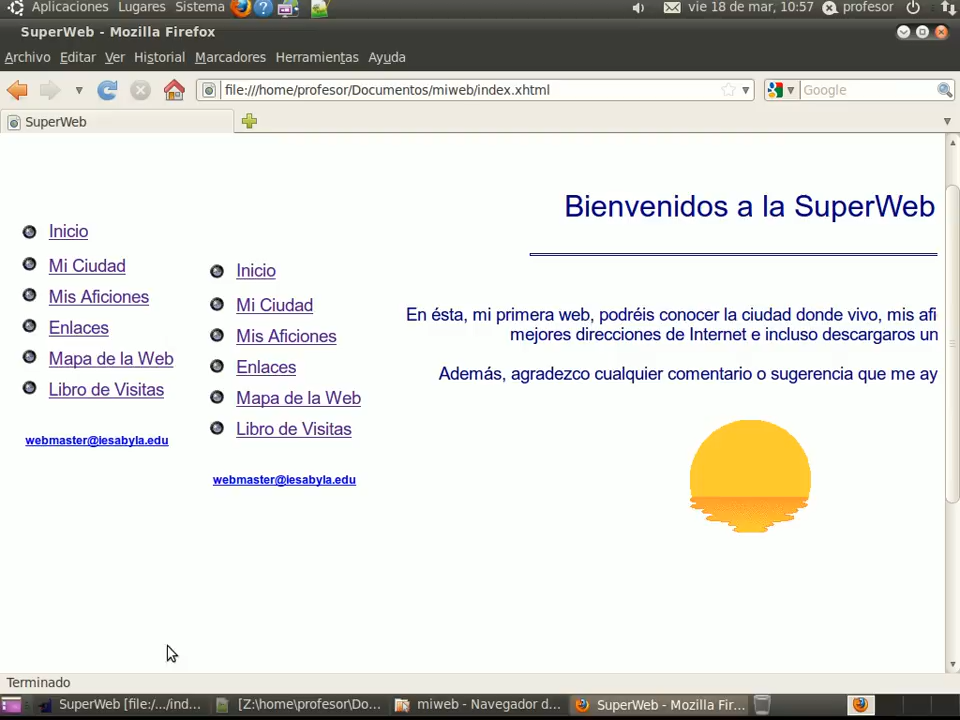 Aplicaciones Lugares Sistema
vie 18 de mar, 10:57 profesor
SuperWeb - Mozilla Firefox
Archivo Editar Ver Historial Marcadores Herramientas Ayuda
file:///home/profesor/Documentos/miweb/index.xhtml
Google
SuperWeb
Bienvenidos a la SuperWeb
Inicio
Mi Ciudad
Mis Aficiones
Enlaces
Mapa de la Web
Libro de Visitas
webmaster@iesabyla.edu
Inicio
Mi Ciudad
Mis Aficiones
Enlaces
Mapa de la Web
Libro de Visitas
webmaster@iesabyla.edu
En ésta, mi primera web, podréis conocer la ciudad donde vivo, mis afi
mejores direcciones de Internet e incluso descargaros un
Además, agradezco cualquier comentario o sugerencia que me ay
Terminado
SuperWeb [file:/.../ind...
[Z:\home\profesor\Do...
miweb - Navegador d...
SuperWeb - Mozilla Fir...